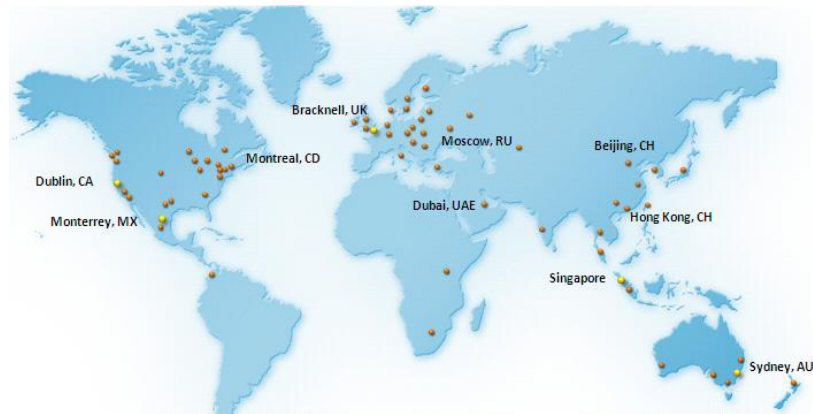 Bracknell, UK
Moscow, RU
Beijing, CH
Montreal, CD
Dublin, CA
Dubai, UAE
Monterrey, MX
Hong Kong, CH
Singapore
Sydney, AU